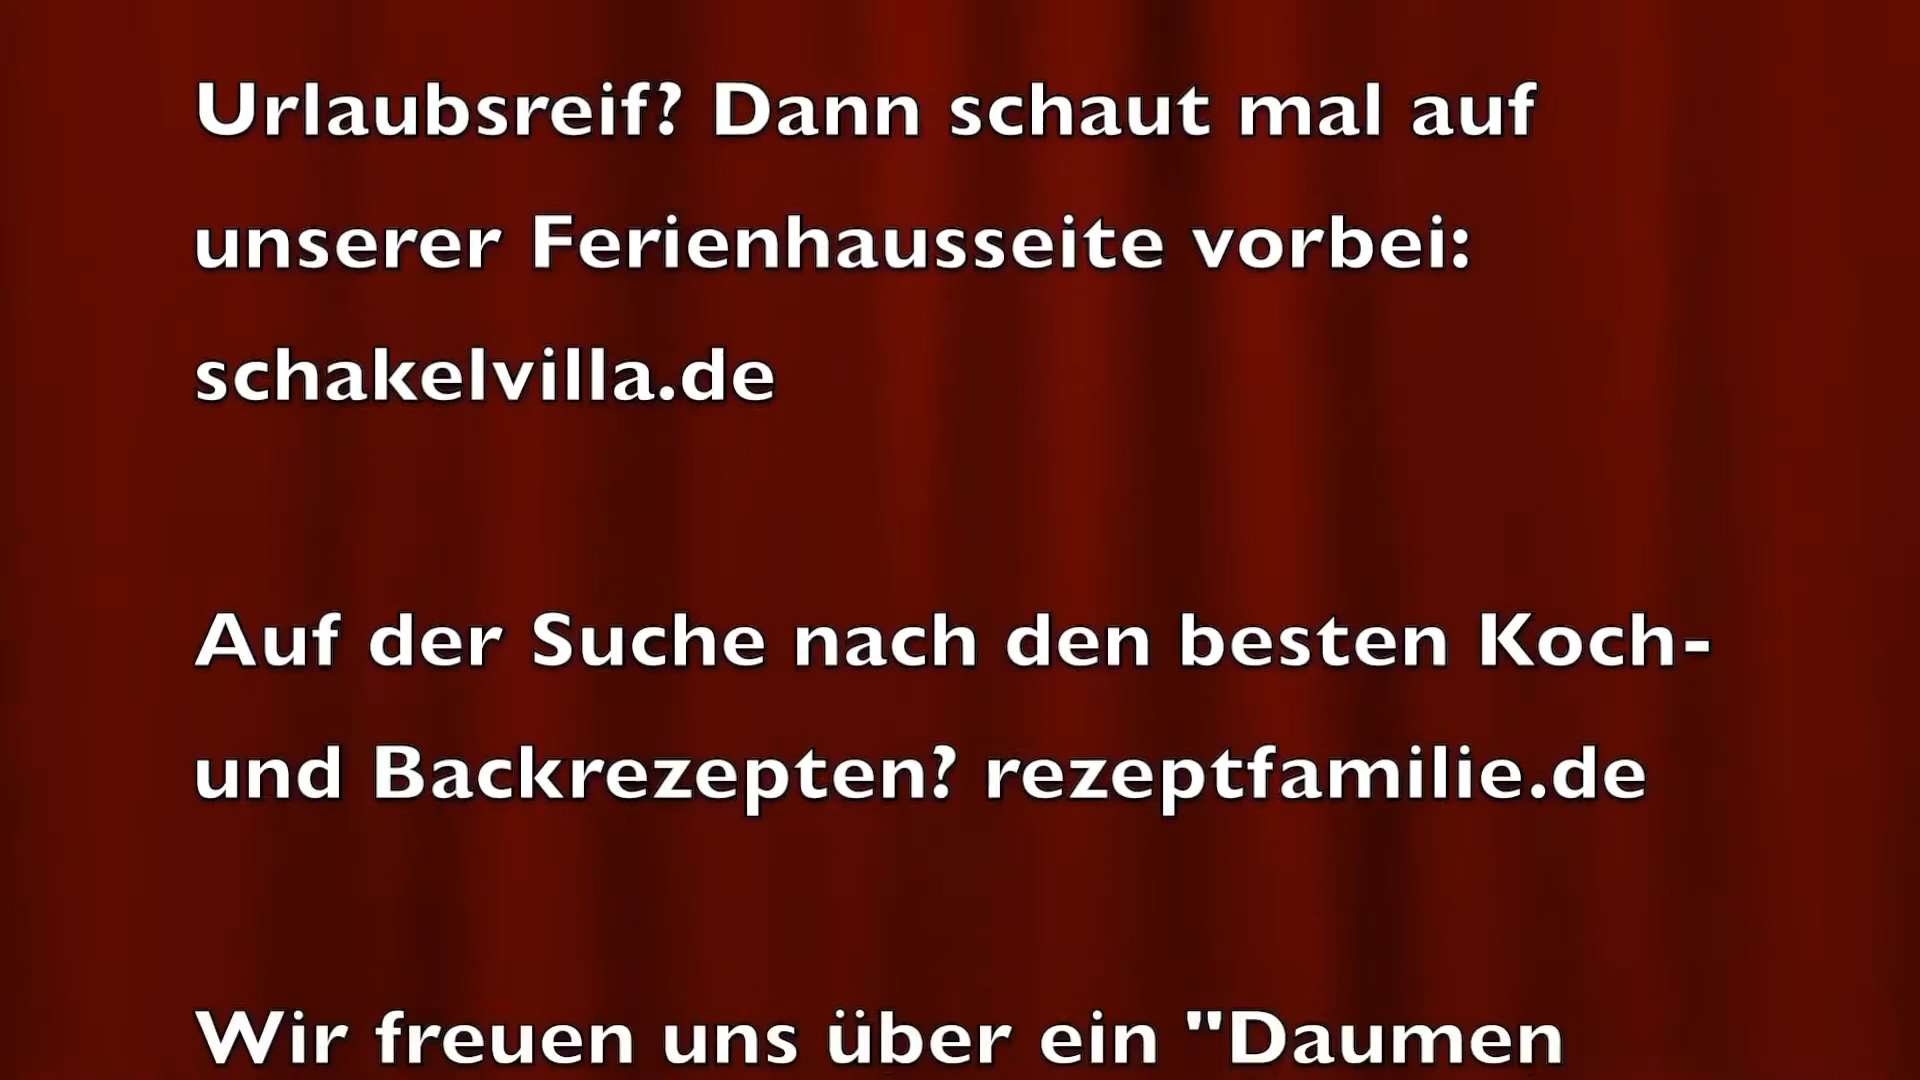 Urlaubsreif? Dann schaut mal auf
unserer Ferienhausseite vorbei:
schakelvilla.de
Auf der Suche nach den besten Koch-
und Backrezepten? rezeptfamilie.de
Wir freuen uns über ein "Daumen